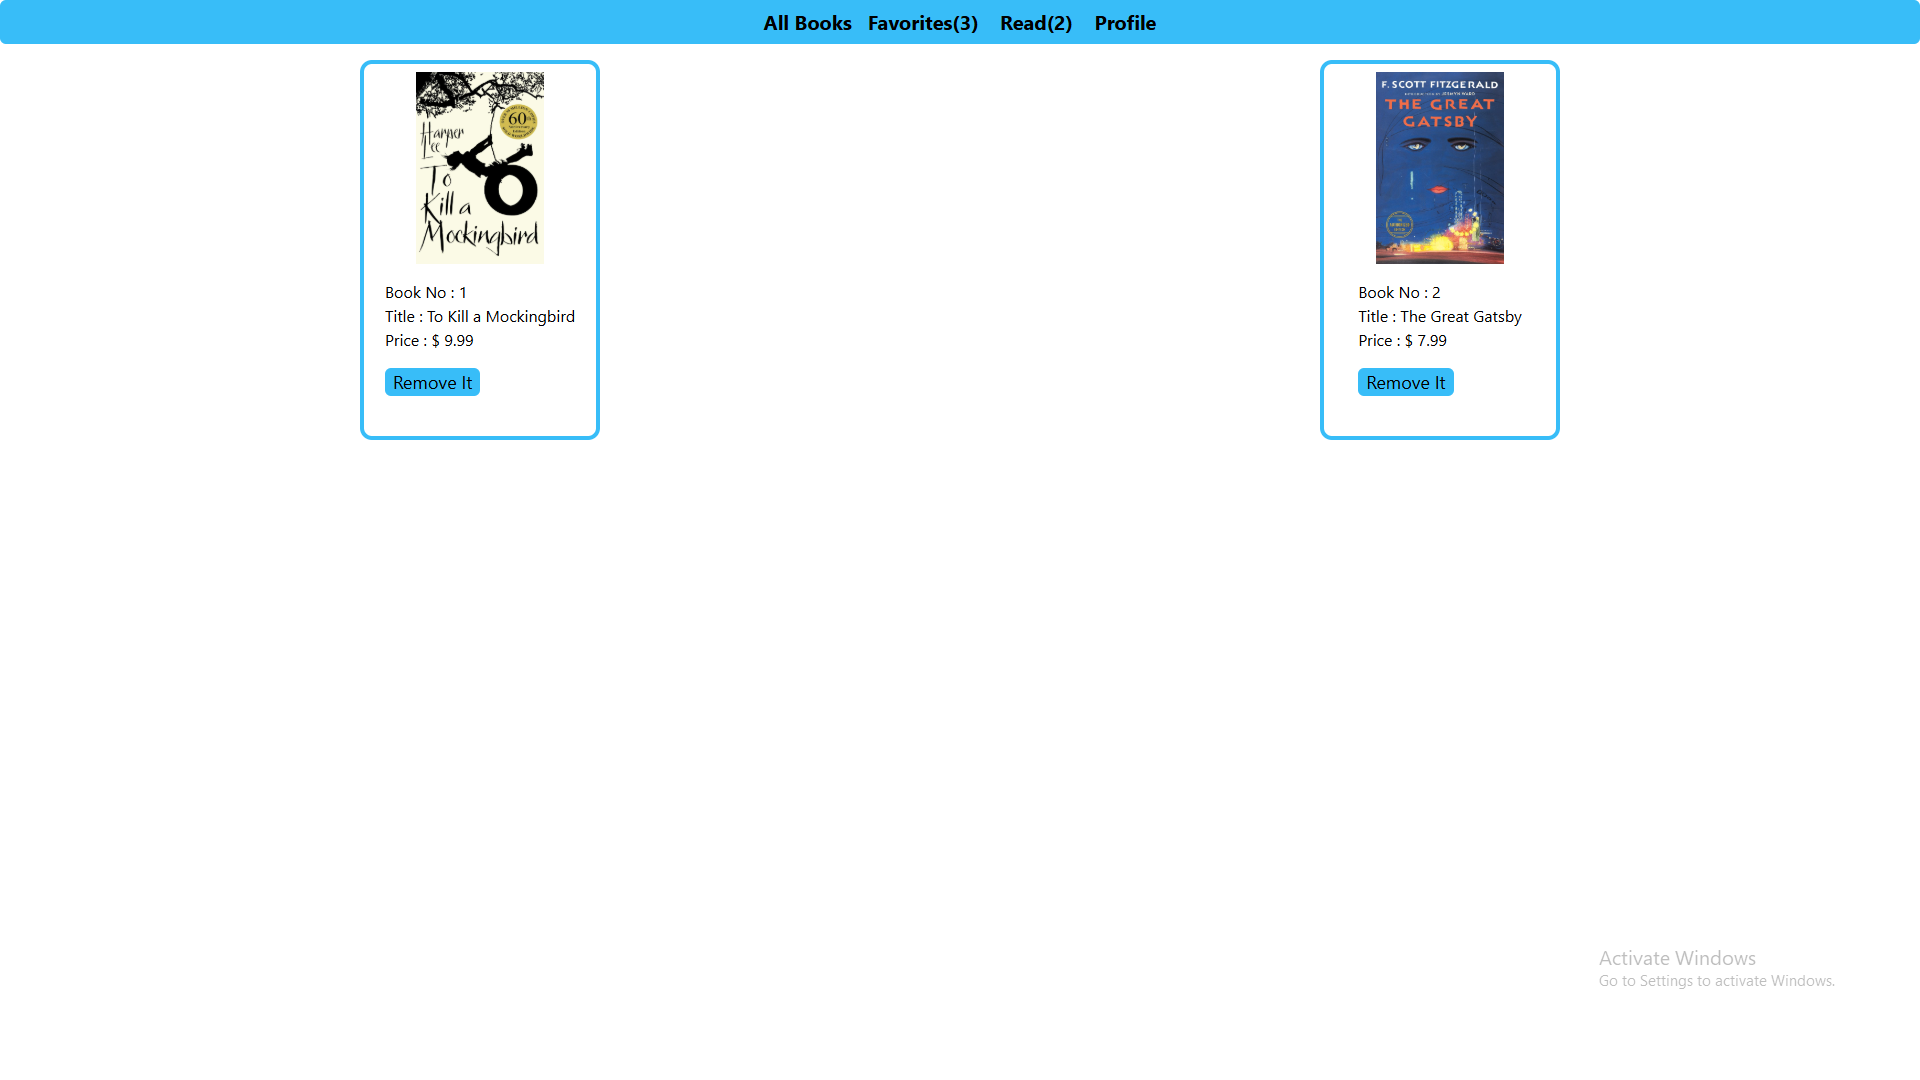 All Books Favorites(3) Read(2) Profile
Harper
Lee
60th
To
Kill a
Mockingbird
Book No : 1
Title : To Kill a Mockingbird
Price : $ 9.99
Remove It
F. SCOTT FITZGERALD
THE GREAT
GATSBY
Book No : 2
Title : The Great Gatsby
Price : $ 7.99
Remove It
Activate Windows
Go to Settings to activate Windows.